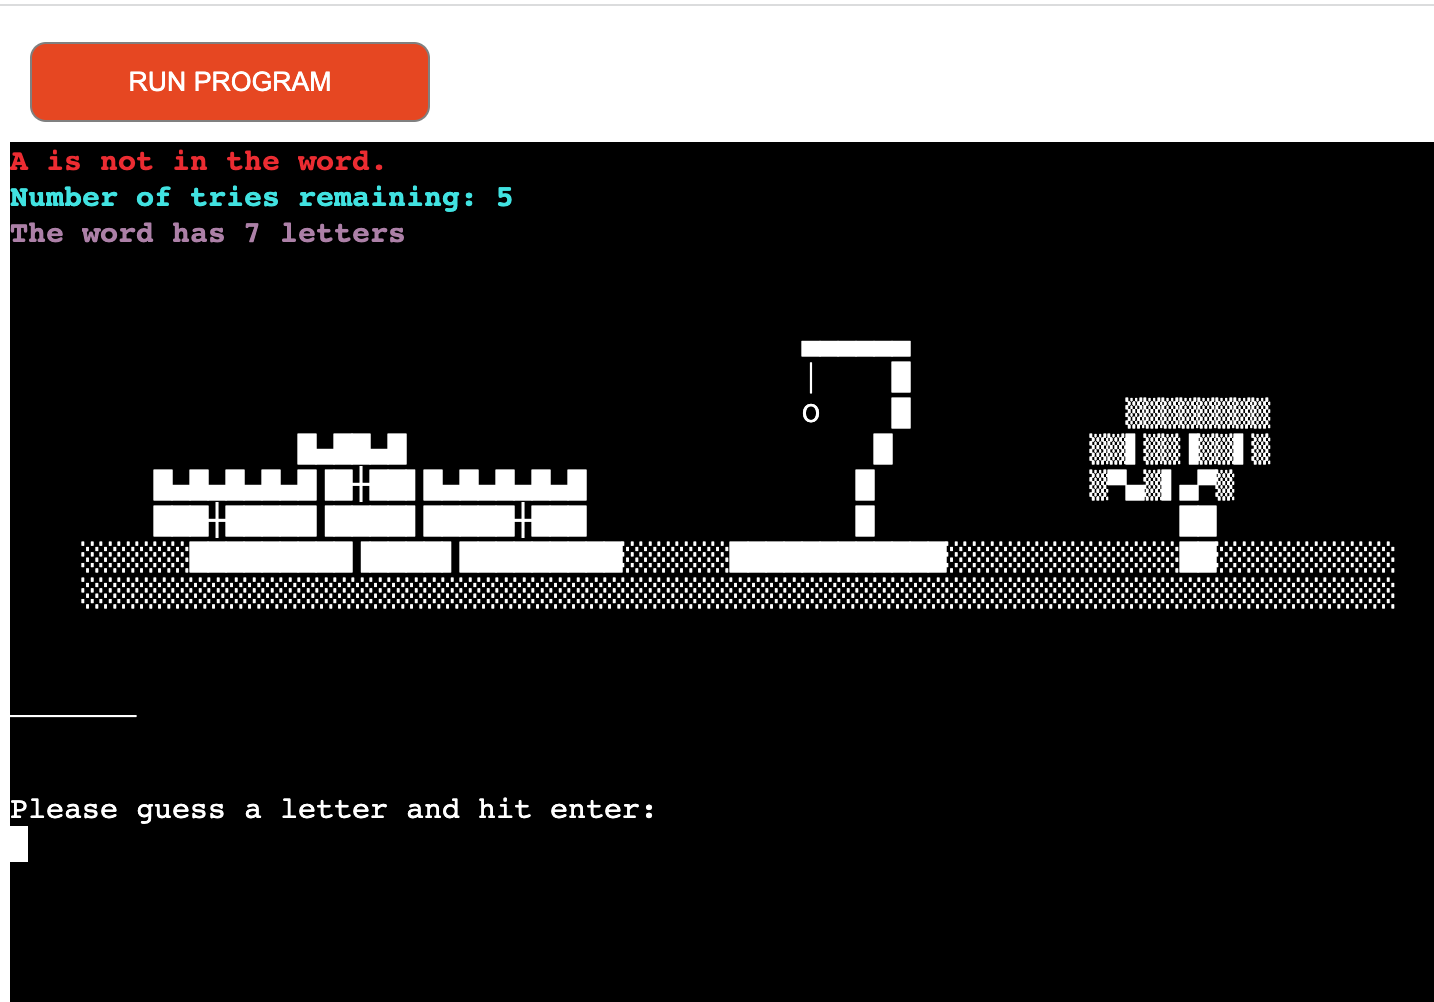 RUN PROGRAM
A is not in the word.
Number of tries remaining: 5
The word has 7 letters
_______
Please guess a letter and hit enter: